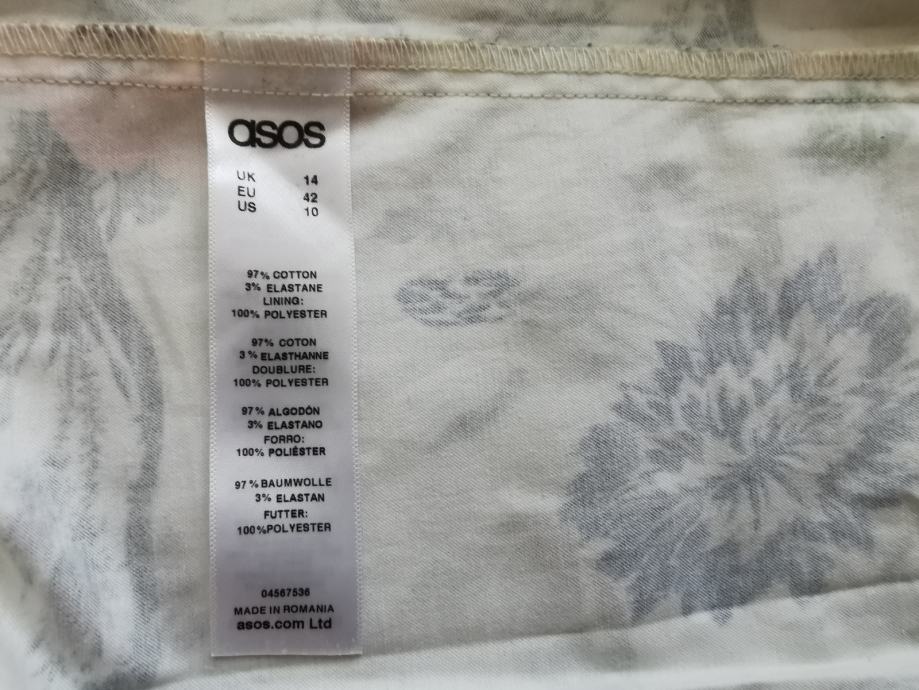 asos
UK 14
EU 42
US 10
97% COTTON
3% ELASTANE
LINING:
100% POLYESTER
97% COTON
3% ELASTHANNE
DOUBLURE:
100% POLYESTER
97% ALGODÓN
3% ELASTANO
FORRO:
100% POLIÉSTER
97% BAUMWOLLE
3% ELASTAN
FUTTER:
100%POLYESTER
04567536
MADE IN ROMANIA
asos.com Ltd